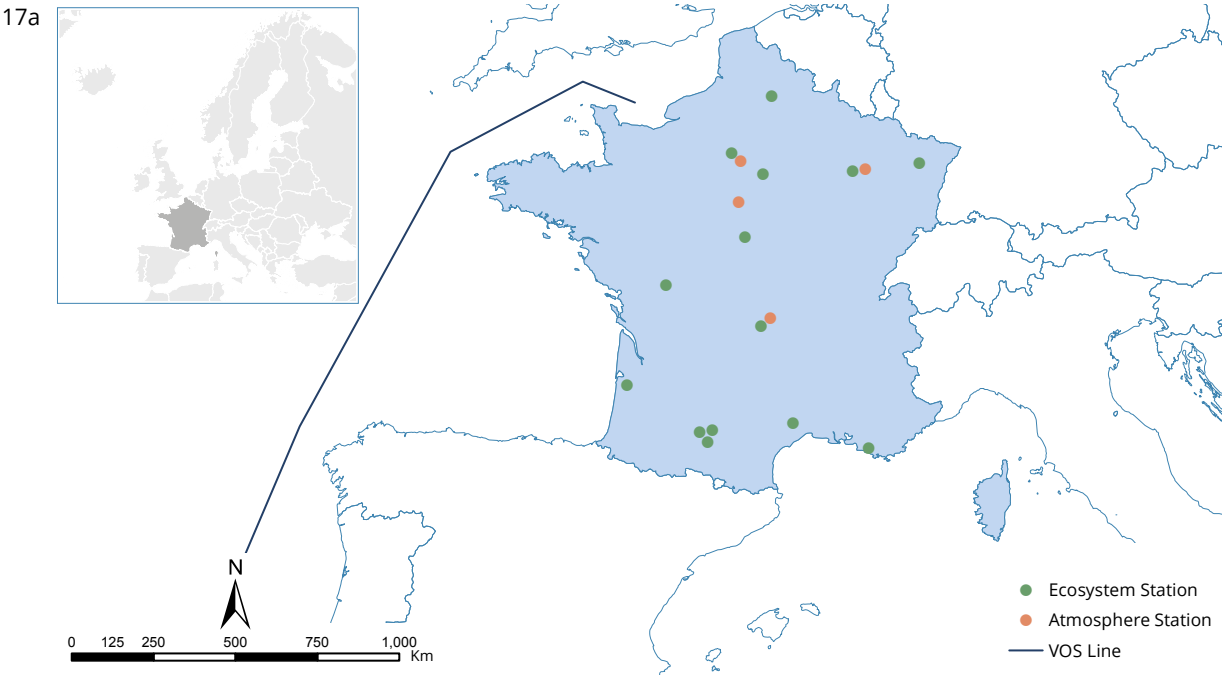 17a
N
0 125 250 500 750 1,000
Km
Ecosystem Station
Atmosphere Station
VOS Line